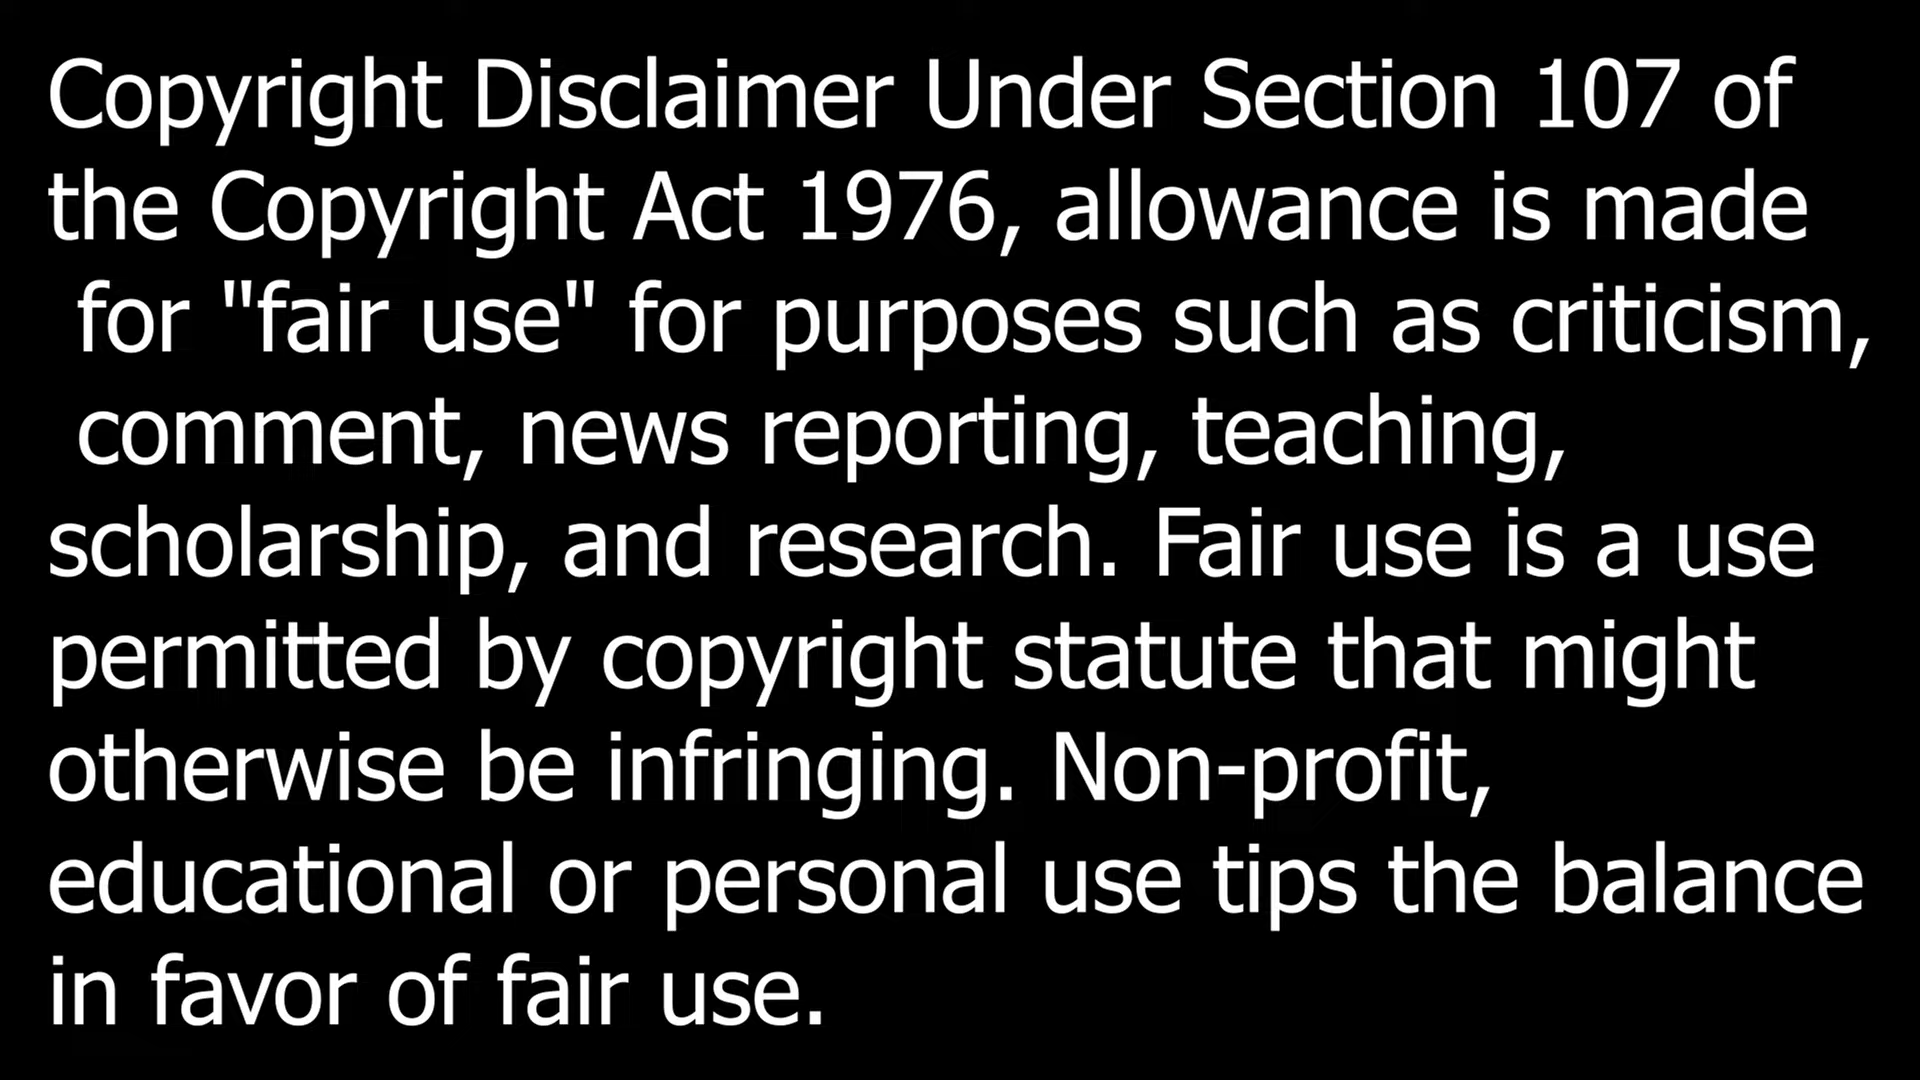 Copyright Disclaimer Under Section 107 of
the Copyright Act 1976, allowance is made
for "fair use" for purposes such as criticism,
comment, news reporting, teaching,
scholarship, and research. Fair use is a use
permitted by copyright statute that might
otherwise be infringing. Non-profit,
educational or personal use tips the balance
in favor of fair use.